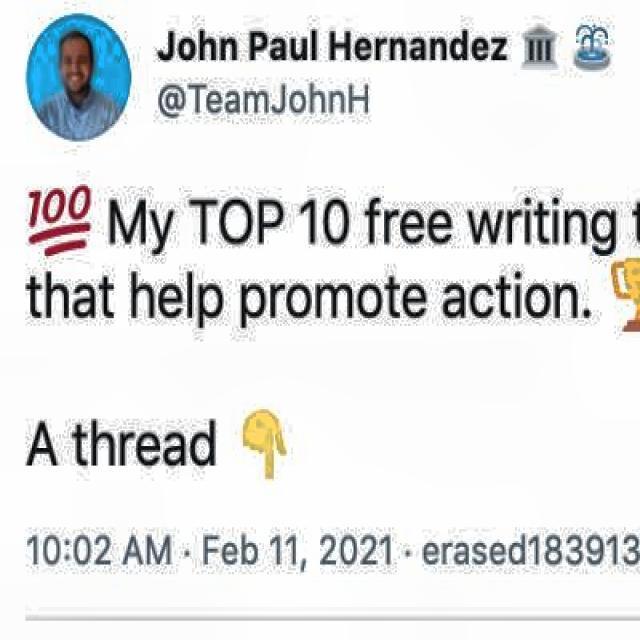 John Paul Hernandez 🏛️ ⛲
@TeamJohnH
💯 My TOP 10 free writing
that help promote action. 🏆
A thread 👇
10:02 AM · Feb 11, 2021 · erased183913